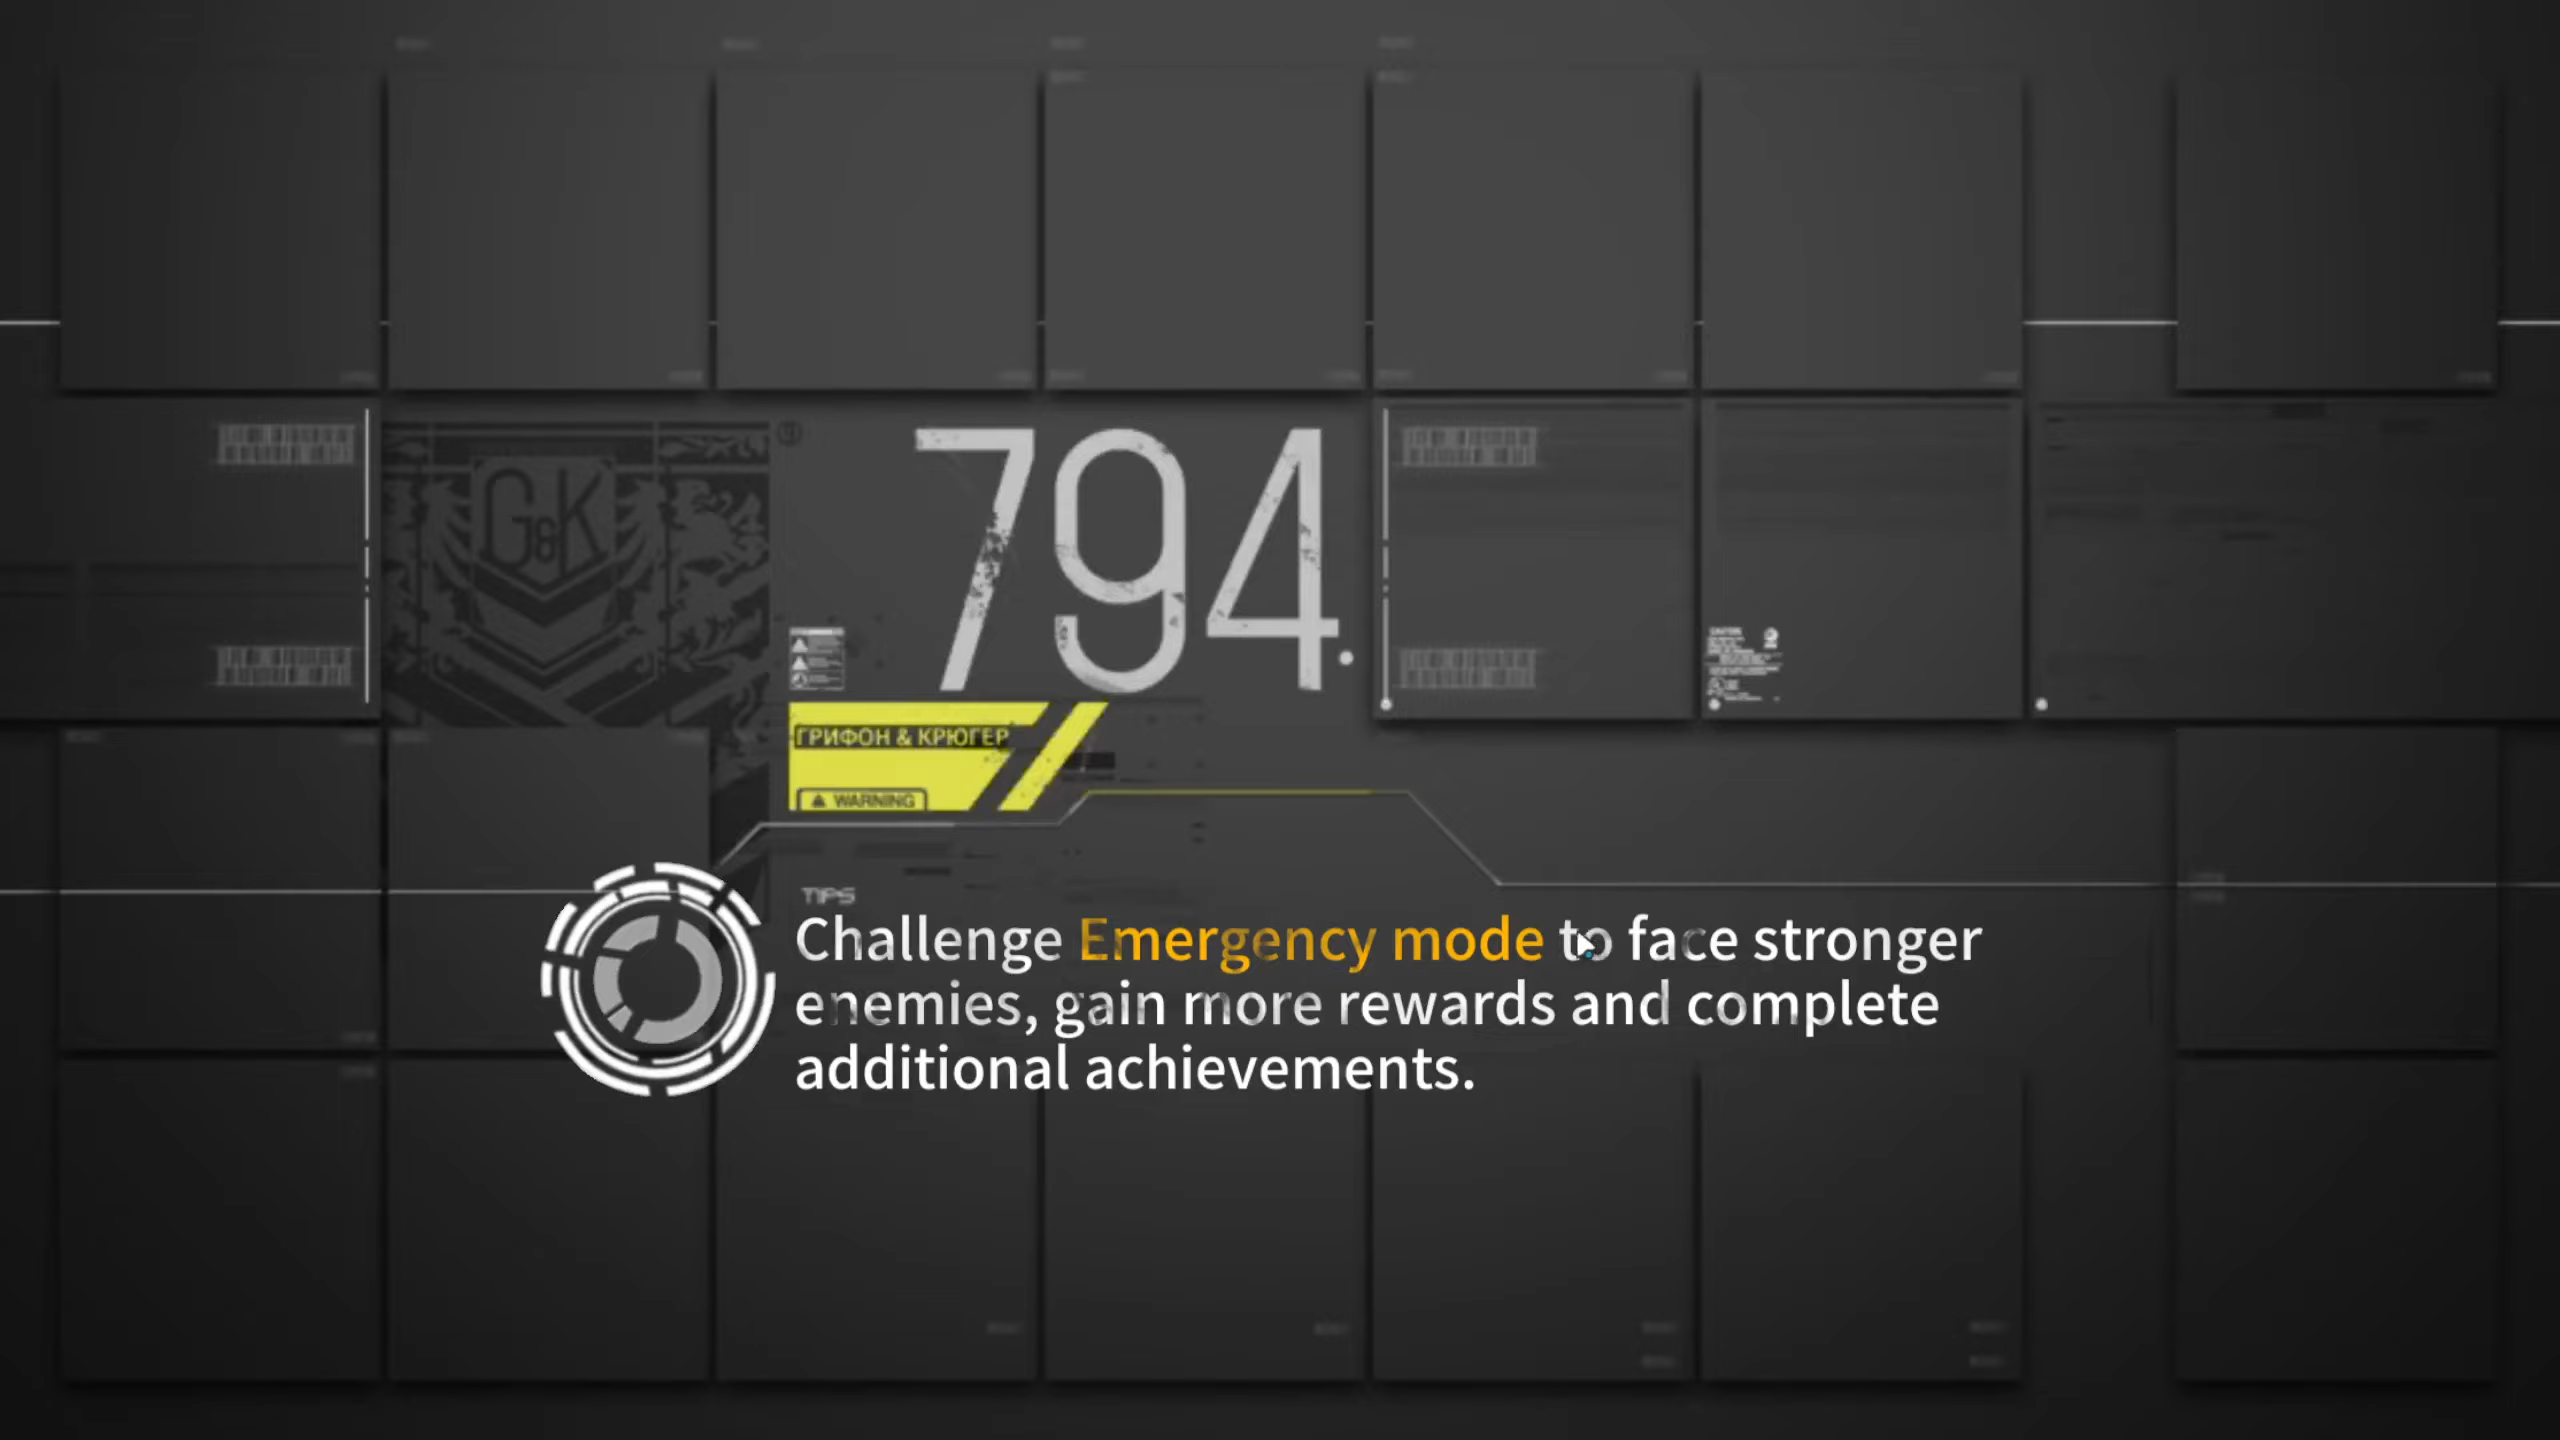 G&K
794.
ГРИФОН & КРЮГЕР
WARNING
TIPS
Challenge Emergency mode to face stronger
enemies, gain more rewards and complete
additional achievements.